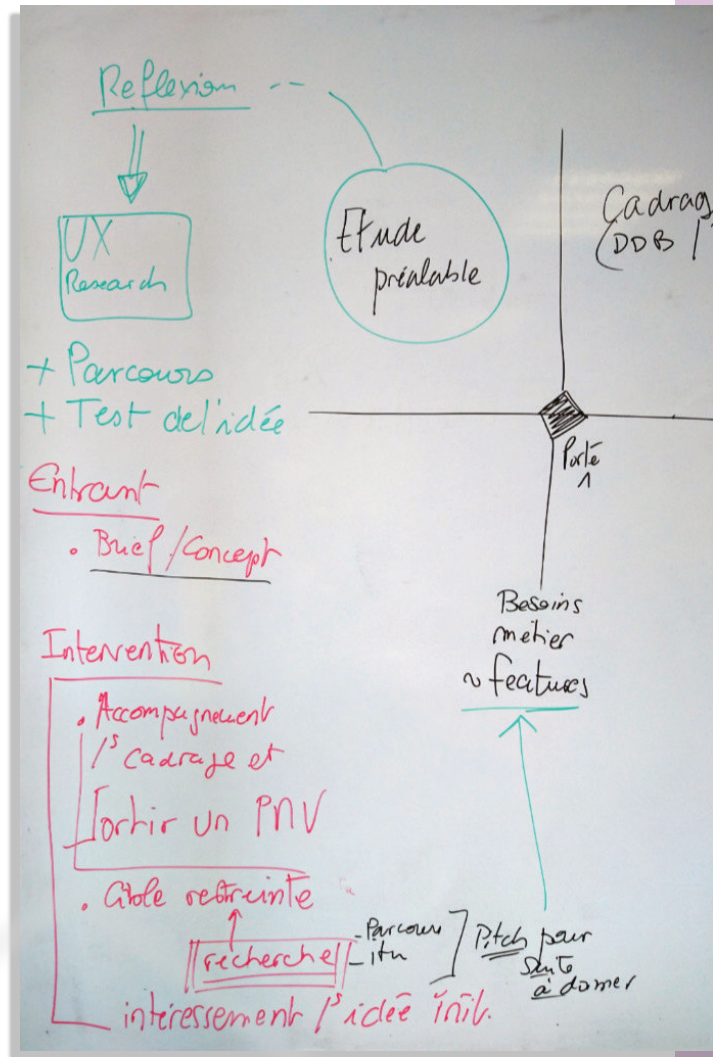 Reflexion
UX
Research
+ Parcours
+ Test de l'idée
Etude
préalable
Cadrag
(DDB /
Porte
1
Entrant
. Brief / Concept
Besoins
métier
~ features
Intervention
. Accompagnement
/s cadrage et
Sortir un PNV
. Cible restreinte
recherche
- Parcours
- itw
Pitch pour
suite
à donner
intéressement /s idée init.